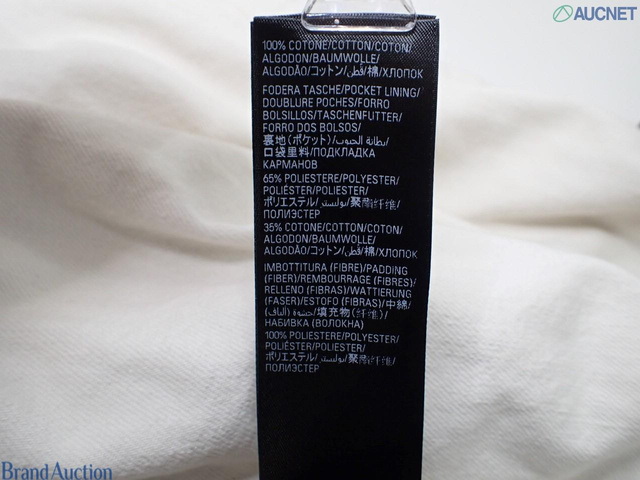 AUCNET
100% COTONE/COTTON/COTON/
ALGODON/BAUMWOLLE/
ALGODÃO/コットン/قطن/棉/ХЛОПОК
FODERA TASCHE/POCKET LINING/
DOUBLURE POCHES/FORRO
BOLSILLOS/TASCHENFUTTER/
FORRO DOS BOLSOS/
裏地(ポケット)/بطانة الجيوب/
口袋里料/ПОДКЛАДКА
КАРМАНОВ
65% POLIESTERE/POLYESTER/
POLIÉSTER/POLIESTER/
ポリエステル/بوليستر/聚酯纤维/
ПОЛИЭСТЕР
35% COTONE/COTTON/COTON/
ALGODON/BAUMWOLLE/
ALGODÃO/コットン/قطن/棉/ХЛОПОК
IMBOTTITURA (FIBRE)/PADDING
(FIBER)/REMBOURRAGE (FIBRES)/
RELLENO (FIBRAS)/WATTIERUNG
(FASER)/ESTOFO (FIBRAS)/中綿/
حشوة (ألياف)/填充物(纤维)/
НАБИВКА (ВОЛОКНА)
100% POLIESTERE/POLYESTER/
POLIÉSTER/POLIESTER/
ポリエステル/بوليستر/聚酯纤维/
ПОЛИЭСТЕР
Brand Auction